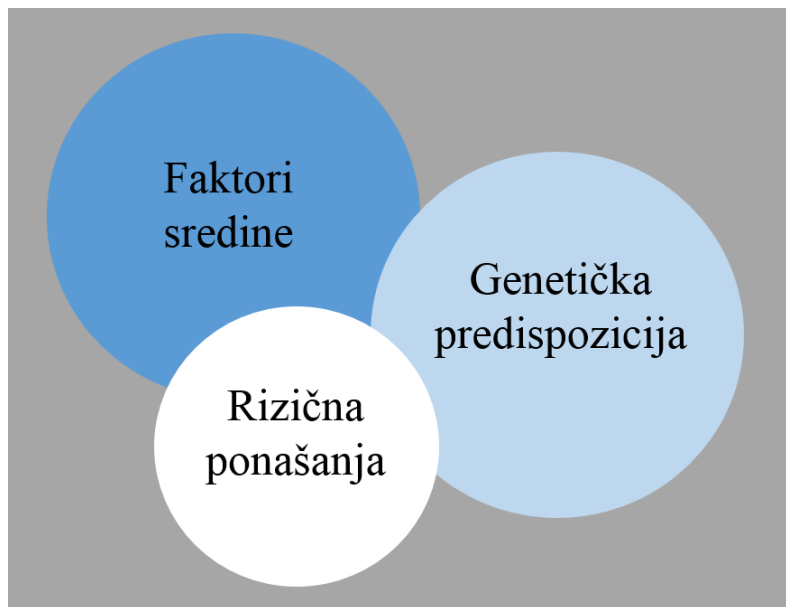 Faktori
sredine
Genetička
predispozicija
Rizična
ponašanja